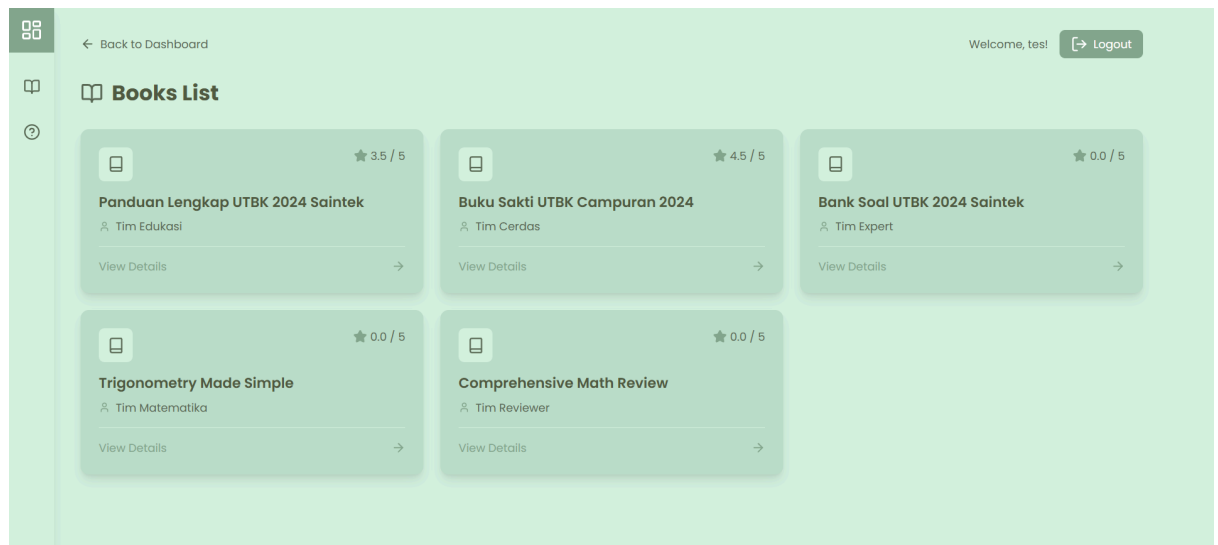 Back to Dashboard
Welcome, tes!
Logout
Books List
3.5 / 5
Panduan Lengkap UTBK 2024 Saintek
Tim Edukasi
View Details
4.5 / 5
Buku Sakti UTBK Campuran 2024
Tim Cerdas
View Details
0.0 / 5
Bank Soal UTBK 2024 Saintek
Tim Expert
View Details
0.0 / 5
Trigonometry Made Simple
Tim Matematika
View Details
0.0 / 5
Comprehensive Math Review
Tim Reviewer
View Details